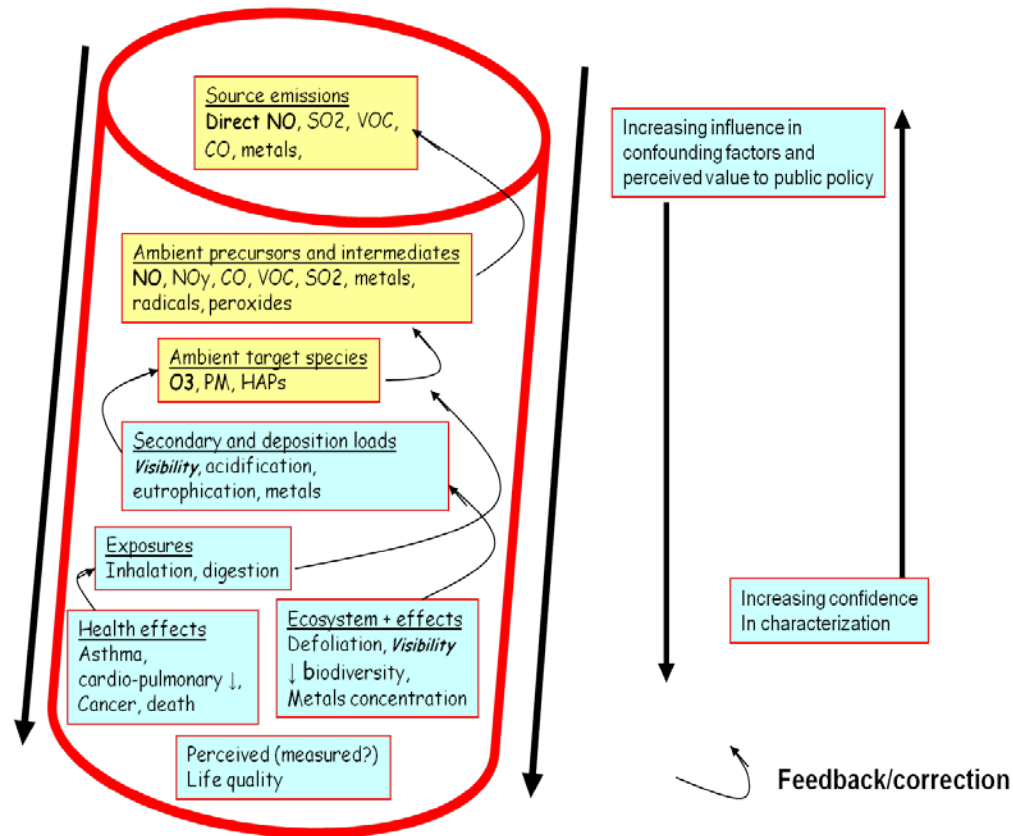 Source emissions
Direct NO, SO2, VOC,
CO, metals,
Ambient precursors and intermediates
NO, NOy, CO, VOC, SO2, metals,
radicals, peroxides
Ambient target species
O3, PM, HAPs
Secondary and deposition loads
Visibility, acidification,
eutrophication, metals
Exposures
Inhalation, digestion
Health effects
Asthma,
cardio-pulmonary ↓,
Cancer, death
Ecosystem + effects
Defoliation, Visibility
↓ biodiversity,
Metals concentration
Perceived (measured?)
Life quality
Increasing influence in
confounding factors and
perceived value to public policy
Increasing confidence
In characterization
Feedback/correction